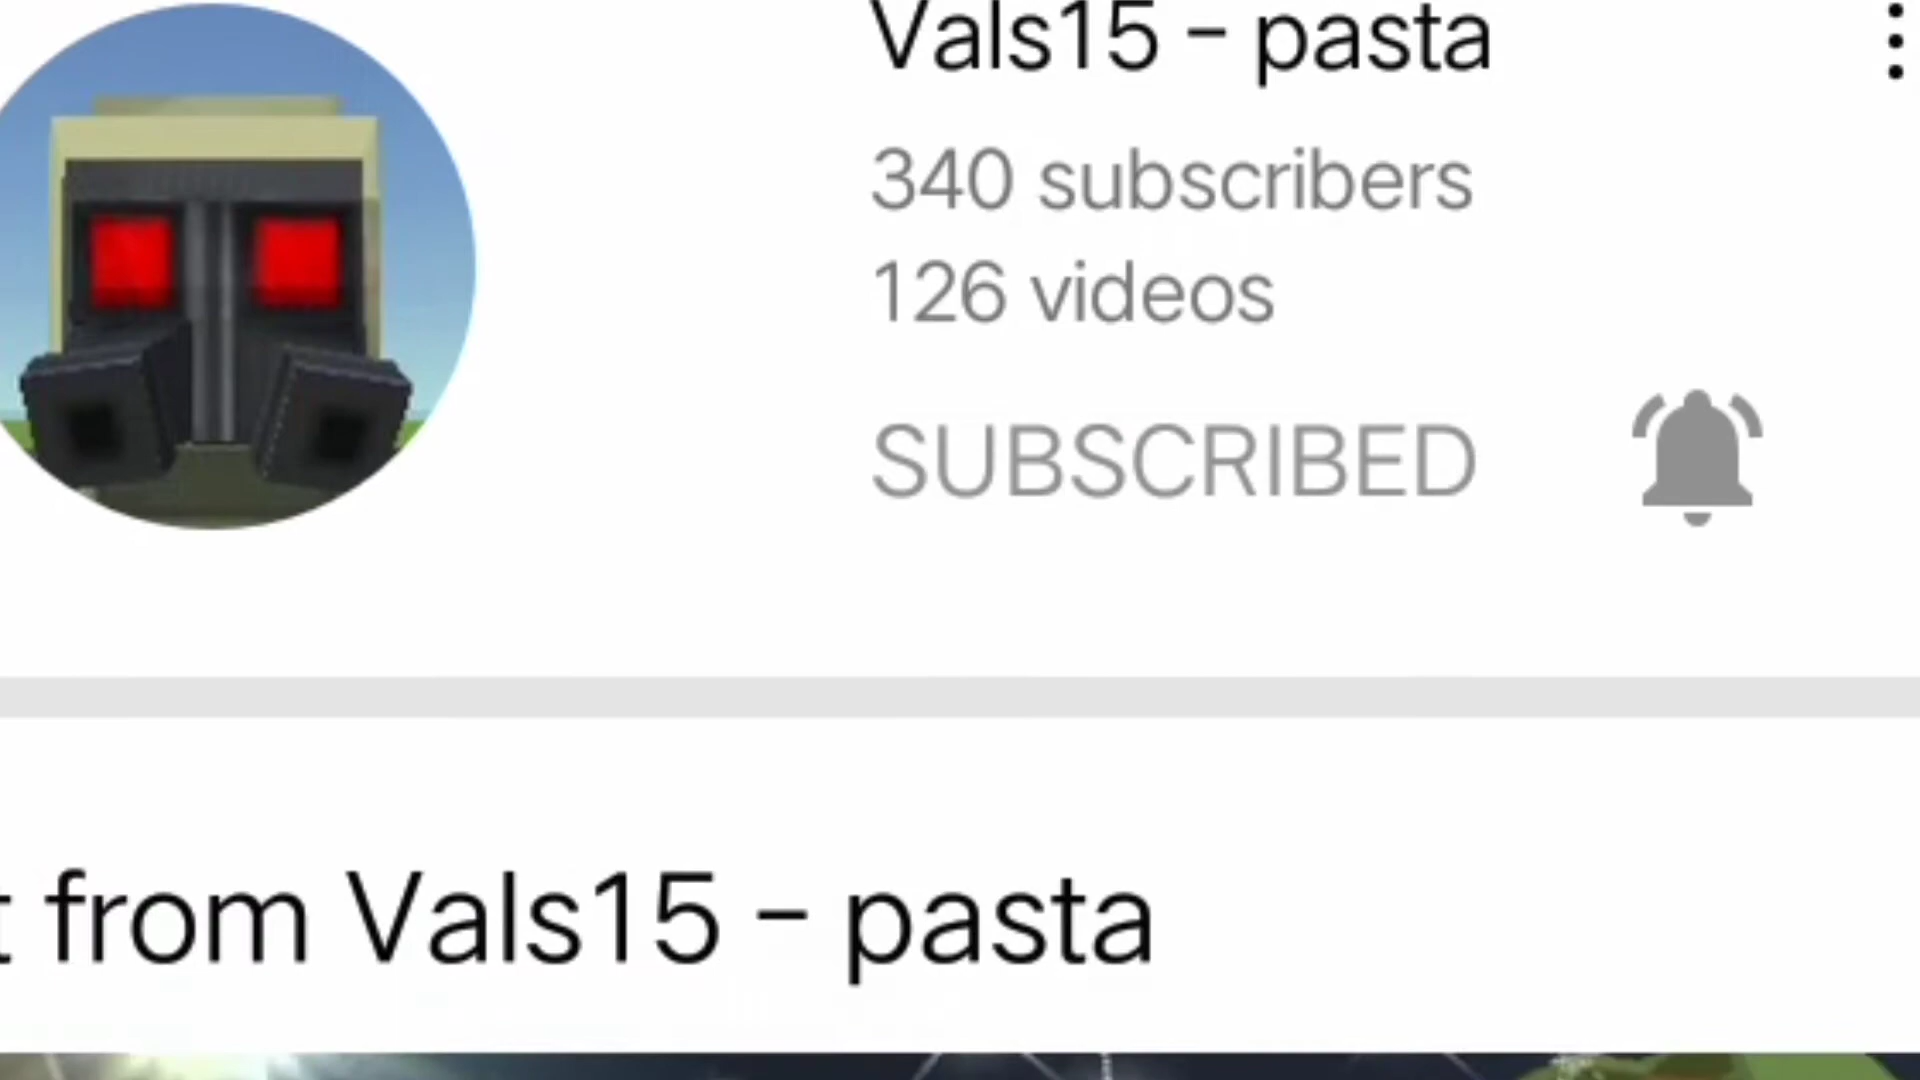 Vals15 - pasta
340 subscribers
126 videos
SUBSCRIBED
from Vals15 - pasta